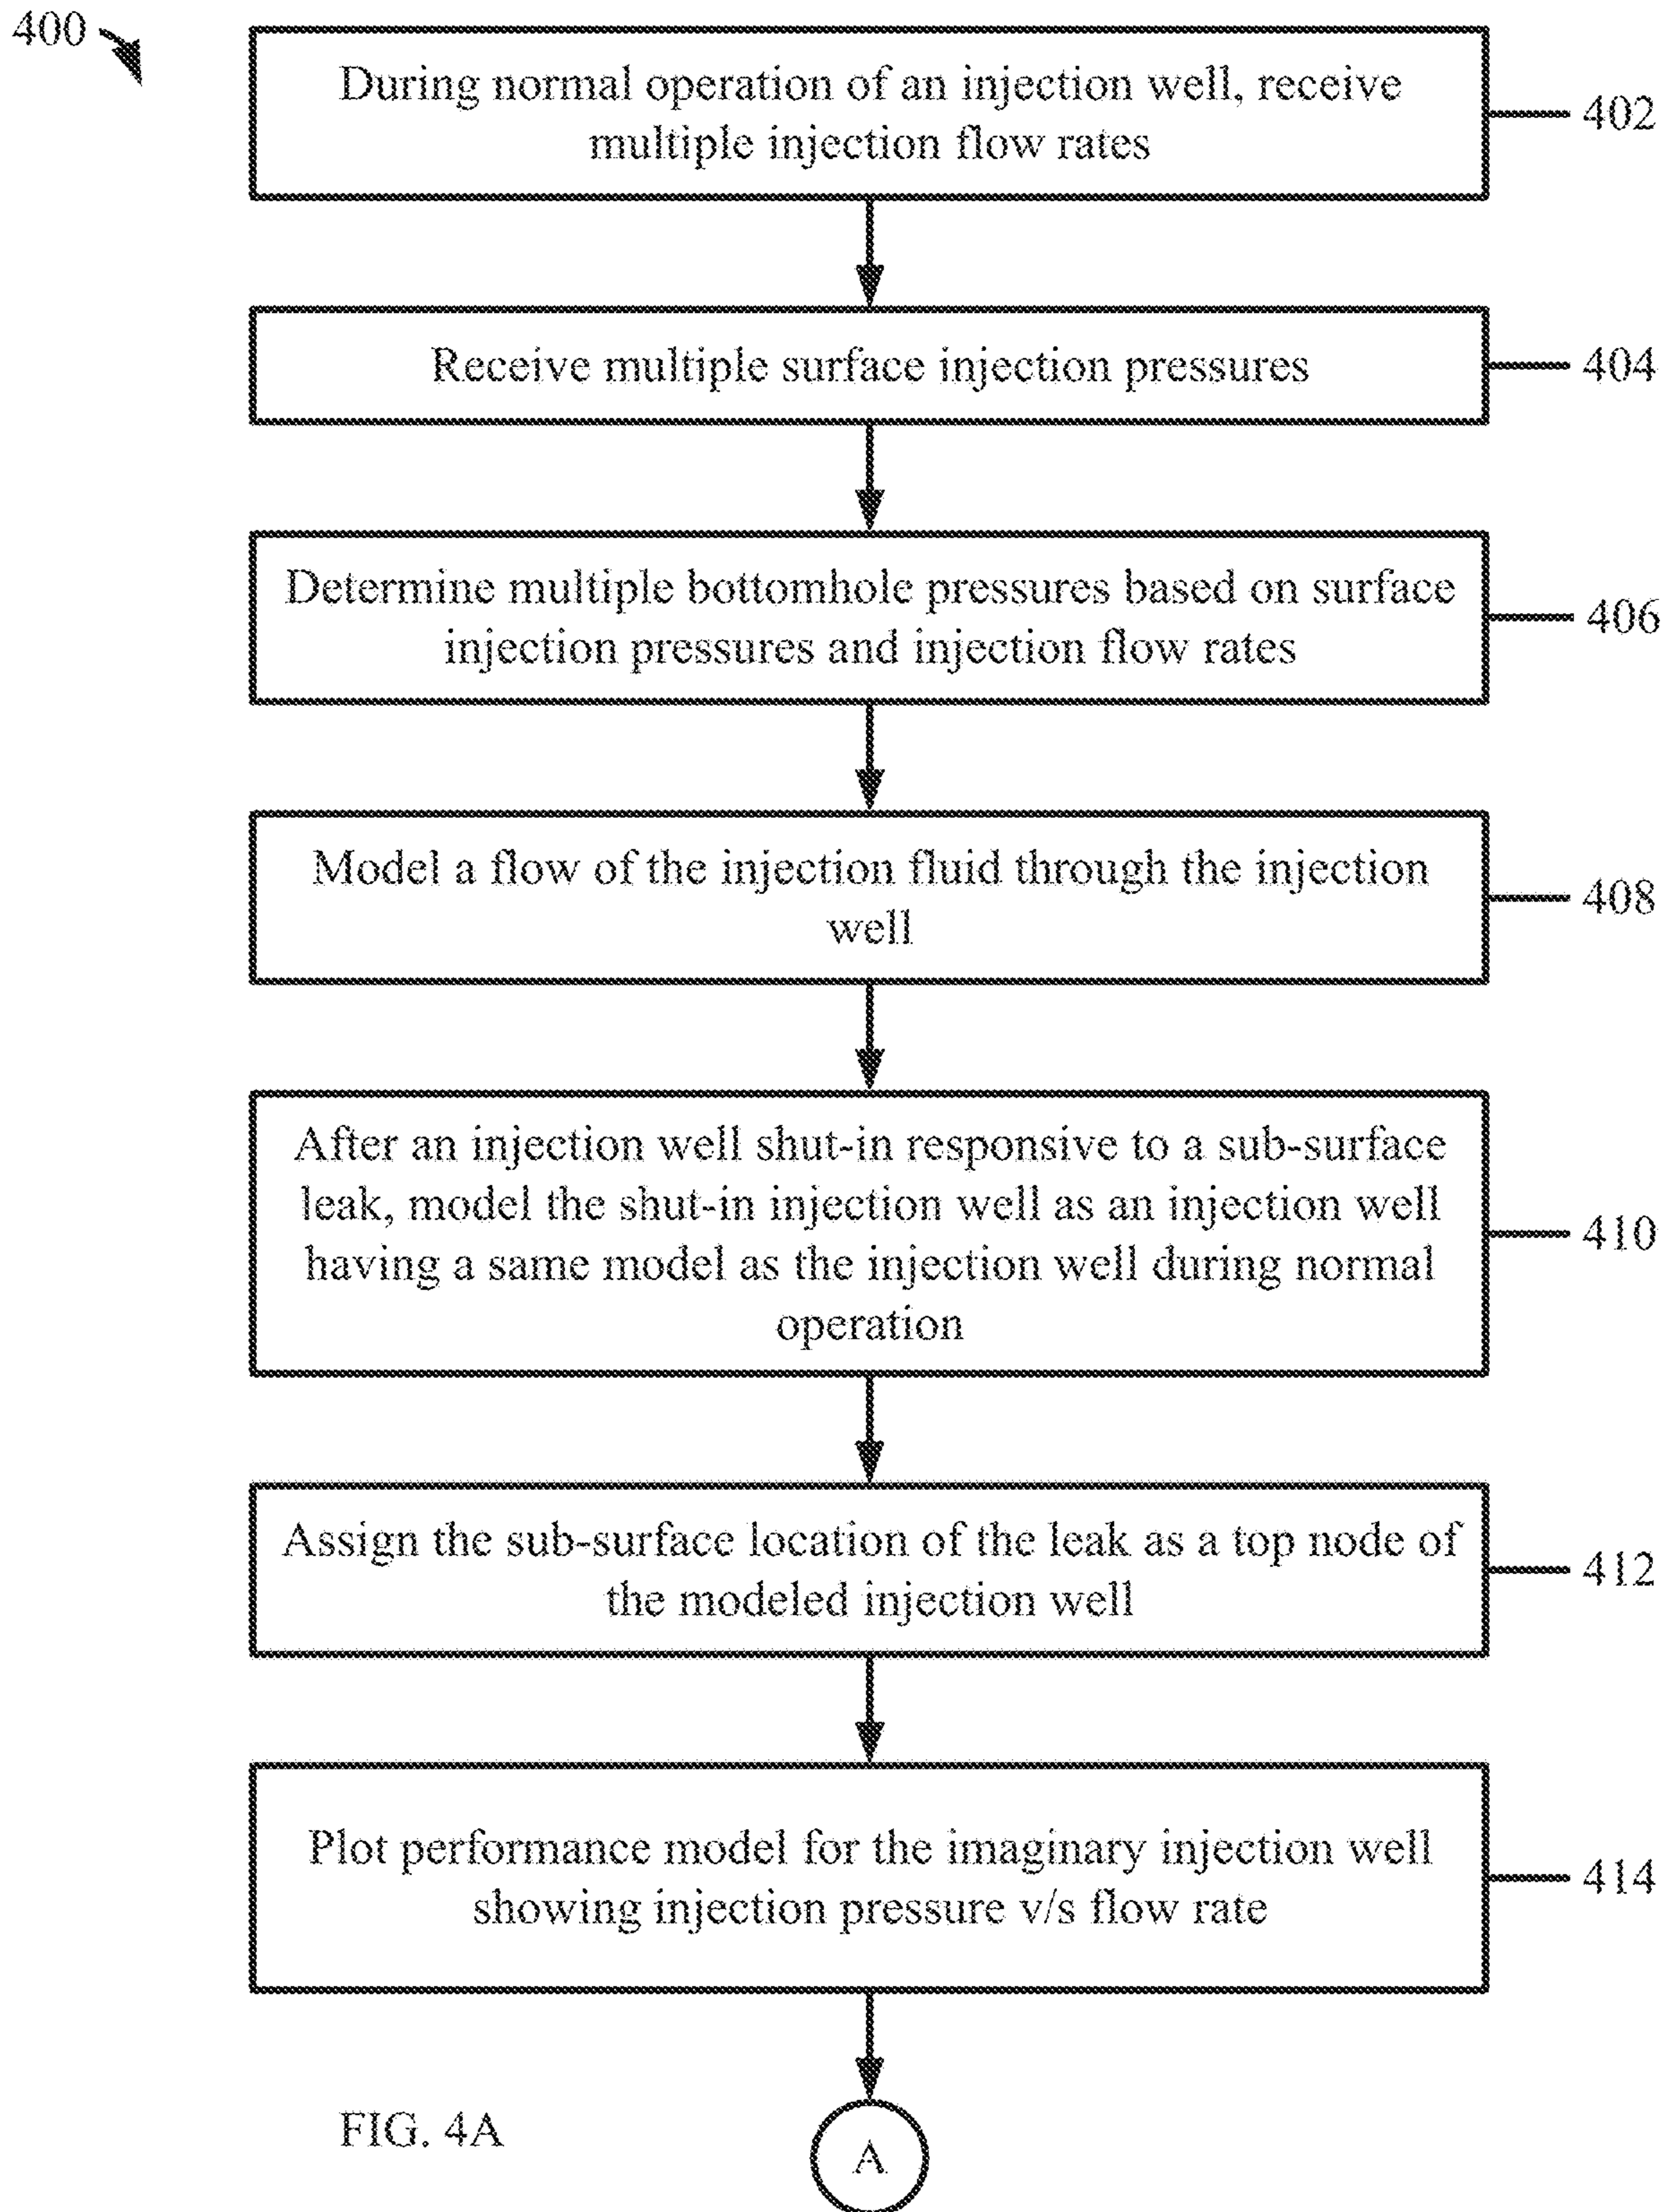 400
During normal operation of an injection well, receive
multiple injection flow rates
402
Receive multiple surface injection pressures
404
Determine multiple bottomhole pressures based on surface
injection pressures and injection flow rates
406
Model a flow of the injection fluid through the injection
well
408
After an injection well shut-in responsive to a sub-surface
leak, model the shut-in injection well as an injection well
having a same model as the injection well during normal
operation
410
Assign the sub-surface location of the leak as a top node of
the modeled injection well
412
Plot performance model for the imaginary injection well
showing injection pressure v/s flow rate
414
FIG. 4A
A